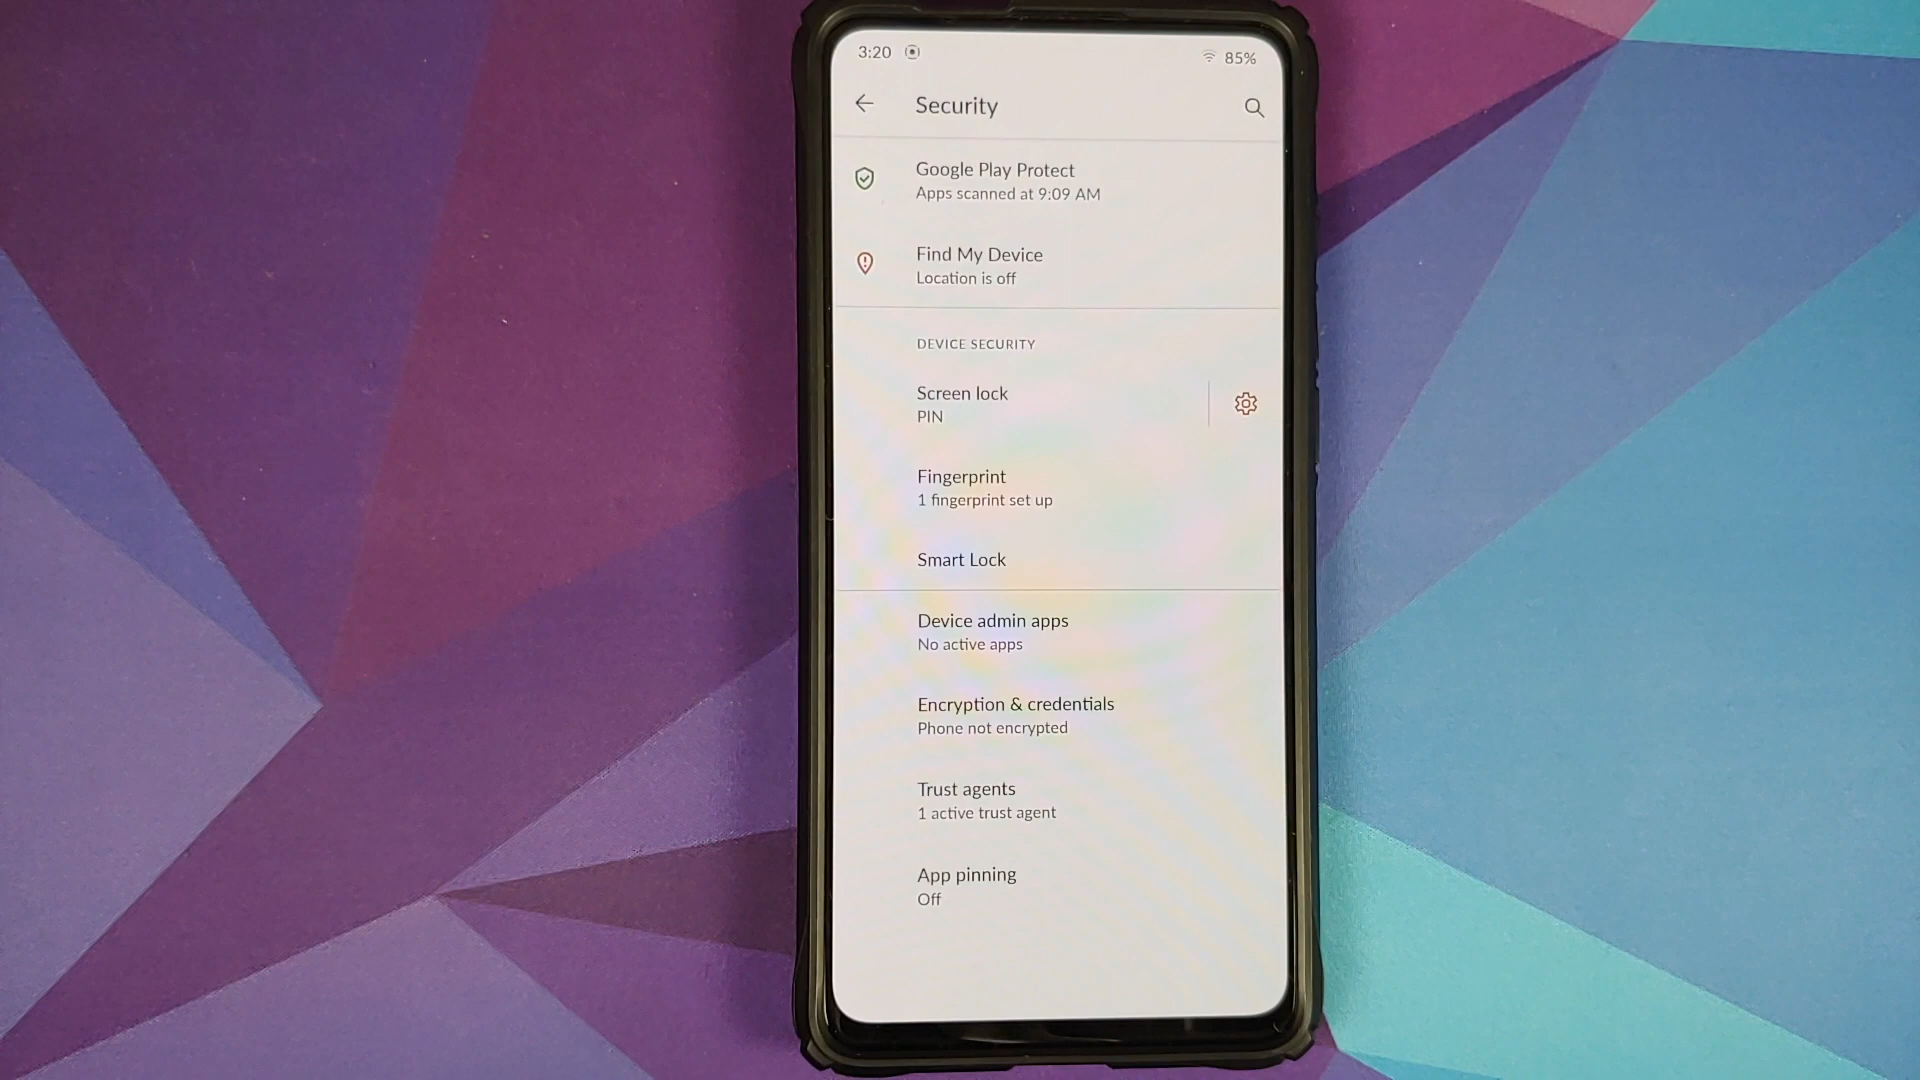 3:20
85%
Security
Google Play Protect
Apps scanned at 9:09 AM
Find My Device
Location is off
DEVICE SECURITY
Screen lock
PIN
Fingerprint
1 fingerprint set up
Smart Lock
Device admin apps
No active apps
Encryption & credentials
Phone not encrypted
Trust agents
1 active trust agent
App pinning
Off